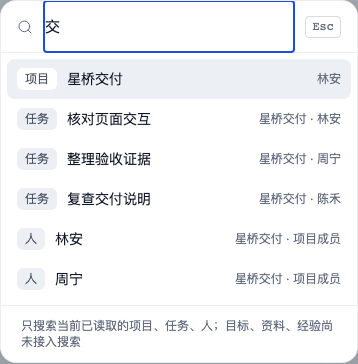 交 Esc
项目 星桥交付 林安
任务 核对页面交互 星桥交付 · 林安
任务 整理验收证据 星桥交付 · 周宁
任务 复查交付说明 星桥交付 · 陈禾
人 林安 星桥交付 · 项目成员
人 周宁 星桥交付 · 项目成员
只搜索当前已读取的项目、任务、人；目标、资料、经验尚
未接入搜索